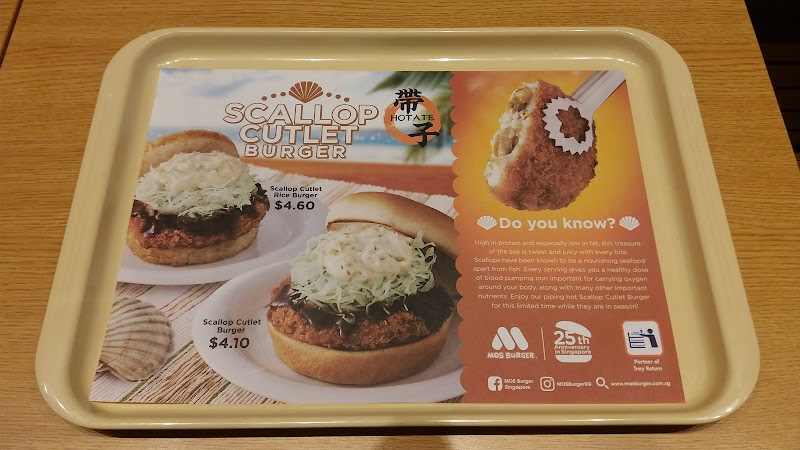 SCALLOP
CUTLET
BURGER
帶
HOTATE
子
Scallop Cutlet
Rice Burger
$4.60
Scallop Cutlet
Burger
$4.10
Do you know?
High in protein and especially low in fat, this treasure
of the sea is sweet and juicy with every bite.
Scallops have been known to be a nourishing seafood
apart from fish. Every serving gives you a healthy dose
of blood pumping iron important for carrying oxygen
around your body, along with many other important
nutrients. Enjoy our piping hot Scallop Cutlet Burger
for this limited time while they are in season!
MOS BURGER
25th
Anniversary
in Singapore
Partner of
Tray Return
MOS Burger
Singapore
MOSBurgerSG
www.mosburger.com.sg